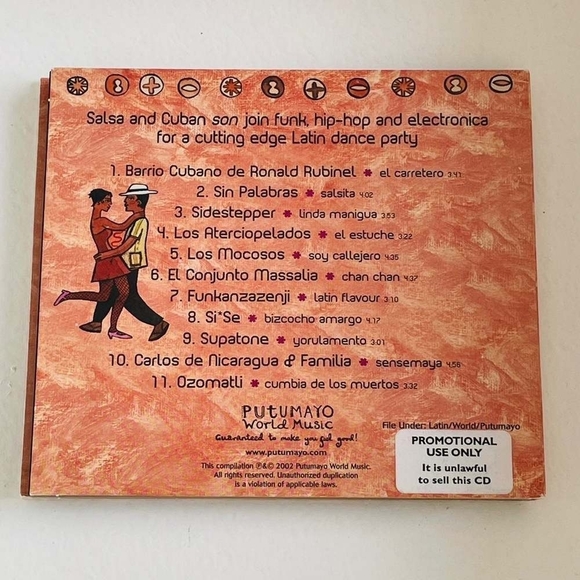 Salsa and Cuban son join funk, hip-hop and electronica
for a cutting edge Latin dance party
1. Barrio Cubano de Ronald Rubinel * el carretero 3:41
2. Sin Palabras * salsita 4:02
3. Sidestepper * linda manigua 3:53
4. Los Aterciopelados * el estuche 3:22
5. Los Mocosos * soy callejero 4:35
6. El Conjunto Massalia * chan chan 4:37
7. Funkanzazenji * latin flavour 3:10
8. Si*Se * bizcocho amargo 4:17
9. Supatone * yorulamento 3:01
10. Carlos de Nicaragua & Familia * sensemaya 4:56
11. Ozomatli * cumbia de los muertos 3:32
PUTUMAYO
World Music
Guaranteed to make you feel good!
www.putumayo.com
This compilation ℗&© 2002 Putumayo World Music.
All rights reserved. Unauthorized duplication
is a violation of applicable laws.
File Under: Latin/World/Putumayo
PROMOTIONAL
USE ONLY
It is unlawful
to sell this CD